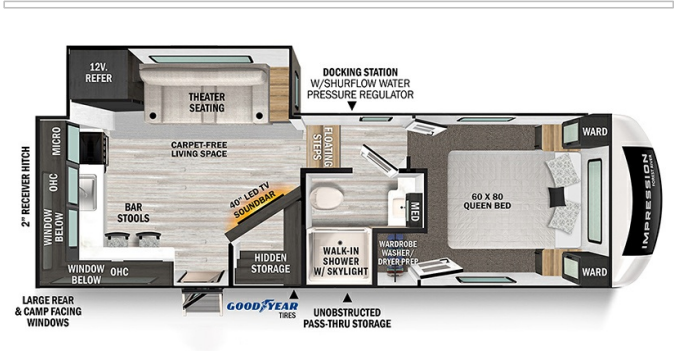 12V.
REFER
THEATER
SEATING
DOCKING STATION
W/SHURFLOW WATER
PRESSURE REGULATOR
MICRO
CARPET-FREE
LIVING SPACE
FLOATING
STEPS
WARD
2" RECEIVER HITCH
OHC
WINDOW
BELOW
BAR
STOOLS
40" LED TV
SOUNDBAR
MED
60 X 80
QUEEN BED
IMPRESSION
FOREST RIVER
WALK-IN
SHOWER
W/ SKYLIGHT
WARDROBE
WASHER/
DRYER PREP
HIDDEN
STORAGE
WINDOW
BELOW
OHC
WARD
LARGE REAR
& CAMP FACING
WINDOWS
GOODYEAR
TIRES
UNOBSTRUCTED
PASS-THRU STORAGE